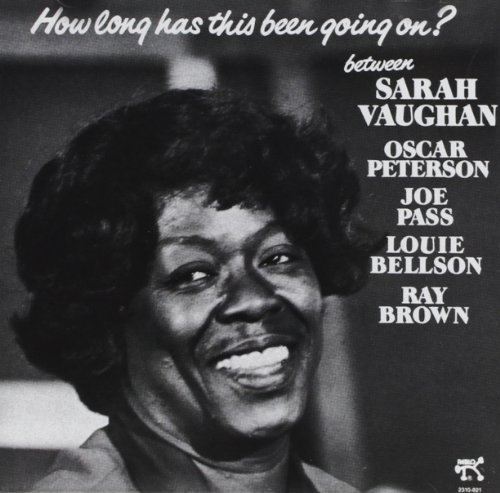 How long has this been going on?
between
SARAH
VAUGHAN
OSCAR
PETERSON
JOE
PASS
LOUIE
BELLSON
RAY
BROWN
PABLO
2310-821